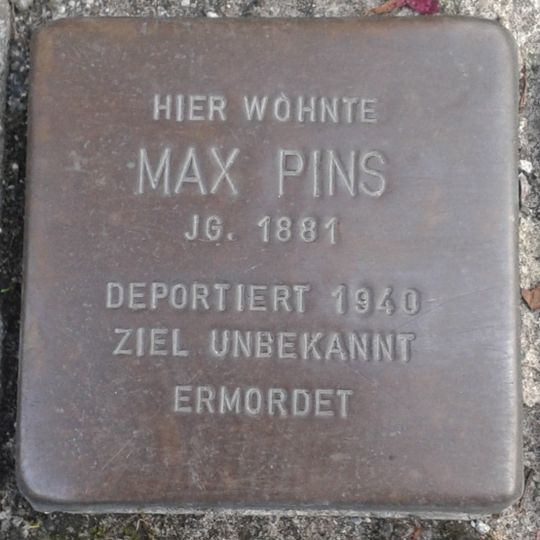 HIER WOHNTE
MAX PINS
JG. 1881
DEPORTIERT 1940
ZIEL UNBEKANNT
ERMORDET